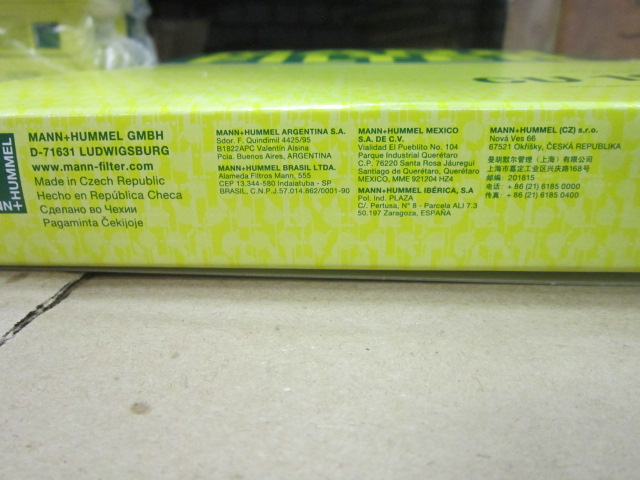 CU
MANN+HUMMEL
MANN+HUMMEL GMBH
D-71631 LUDWIGSBURG
www.mann-filter.com
Made in Czech Republic
Hecho en República Checa
Сделано во Чехии
Pagaminta Čekijoje
MANN+HUMMEL ARGENTINA S.A.
Sdor. F. Quindimil 4425/95
B1822APC Valentín Alsina
Pcia. Buenos Aires, ARGENTINA
MANN+HUMMEL BRASIL LTDA.
Alameda Filtros Mann, 555
CEP 13.344-580 Indaiatuba - SP
BRASIL, C.N.P.J.57.014.862/0001-90
MANN+HUMMEL MEXICO
S.A. DE C.V.
Vialidad El Pueblito No. 104
Parque Industrial Querétaro
C.P. 76220 Santa Rosa Jáuregui
Santiago de Querétaro, Querétaro
MEXICO, MME 921204 HZ4
MANN+HUMMEL IBÉRICA, S.A
Pol. Ind. PLAZA
C/. Pertusa, N° 8 - Parcela ALI 7.3
50.197 Zaragoza, ESPAÑA
MANN+HUMMEL (CZ) s.r.o.
Nová Ves 66
67521 Okříšky, ČESKÁ REPUBLIKA
曼胡默尔管理（上海）有限公司
上海市嘉定工业区兴庆路168号
邮编: 201815
电话: + 86 (21) 6185 0000
传真: + 86 (21) 6185 0400